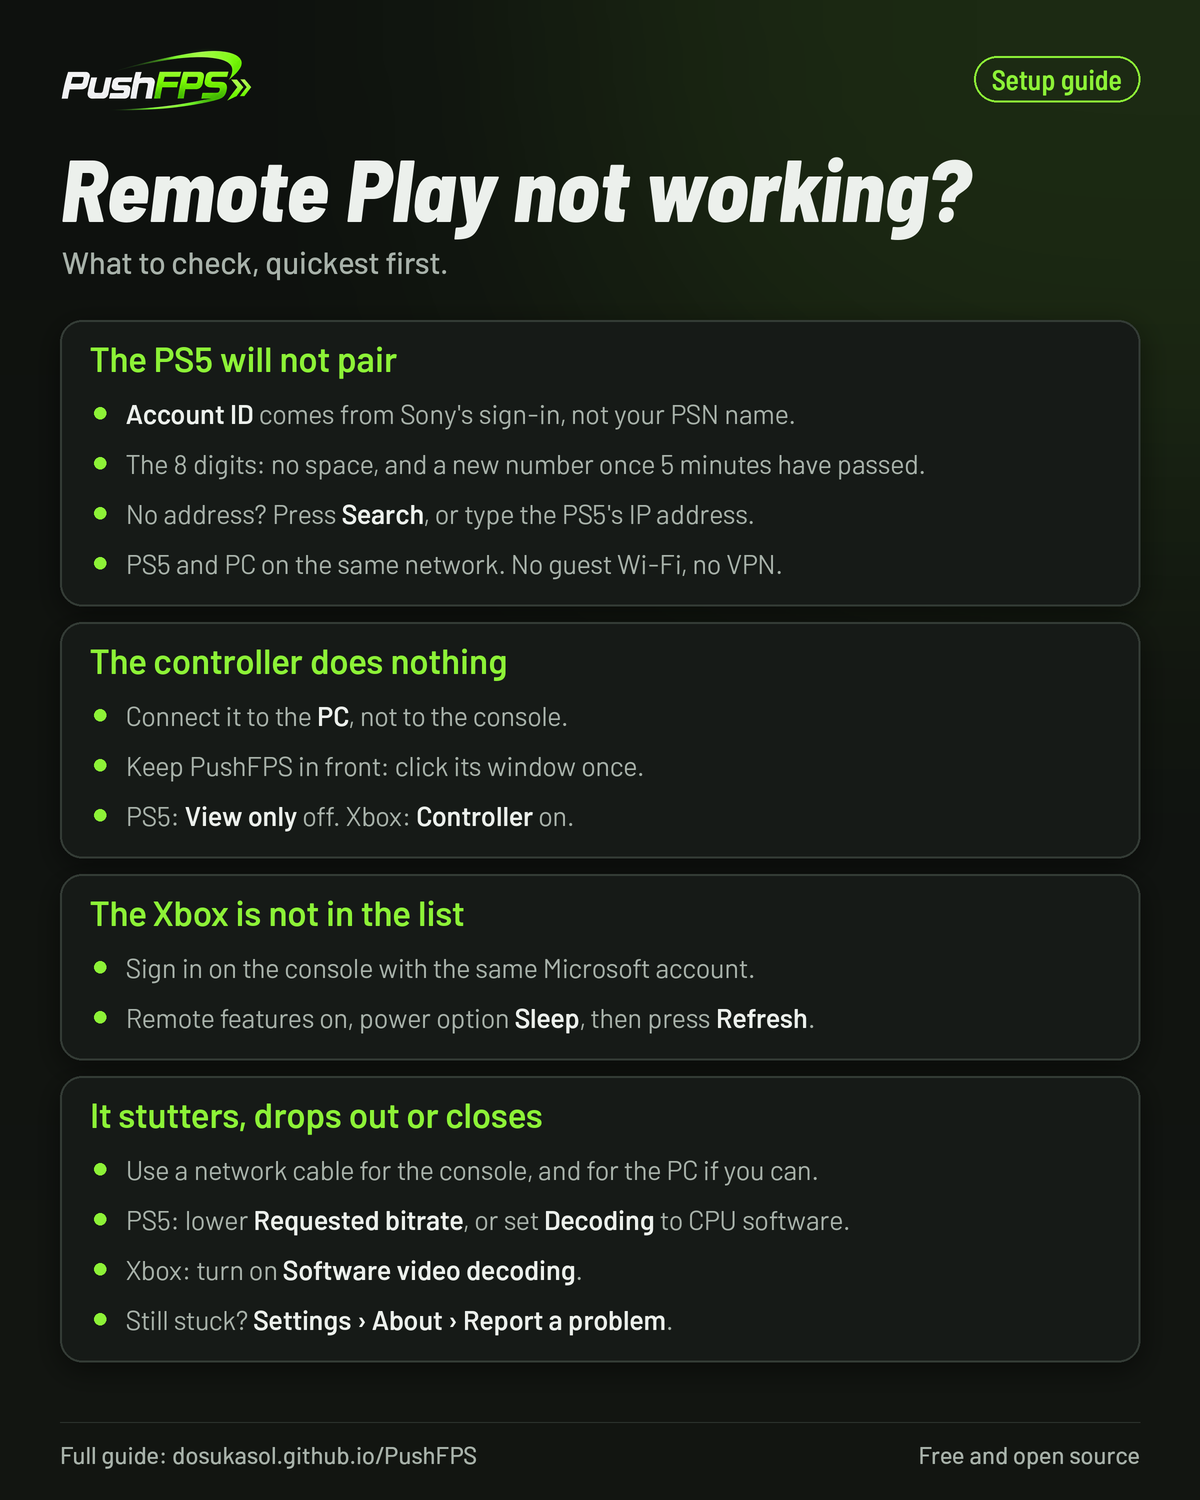 PushFPS
Setup guide
Remote Play not working?
What to check, quickest first.
The PS5 will not pair
Account ID comes from Sony's sign-in, not your PSN name.
The 8 digits: no space, and a new number once 5 minutes have passed.
No address? Press Search, or type the PS5's IP address.
PS5 and PC on the same network. No guest Wi-Fi, no VPN.
The controller does nothing
Connect it to the PC, not to the console.
Keep PushFPS in front: click its window once.
PS5: View only off. Xbox: Controller on.
The Xbox is not in the list
Sign in on the console with the same Microsoft account.
Remote features on, power option Sleep, then press Refresh.
It stutters, drops out or closes
Use a network cable for the console, and for the PC if you can.
PS5: lower Requested bitrate, or set Decoding to CPU software.
Xbox: turn on Software video decoding.
Still stuck? Settings › About › Report a problem.
Full guide: dosukasol.github.io/PushFPS
Free and open source